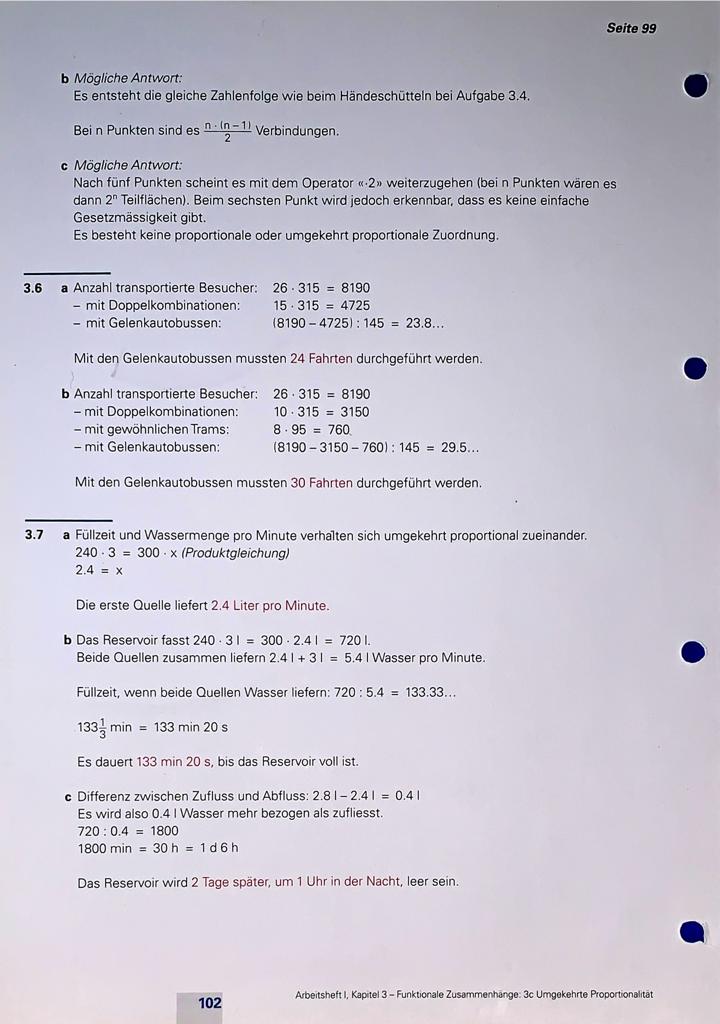 Seite 99
b Mögliche Antwort:
Es entsteht die gleiche Zahlenfolge wie beim Händeschütteln bei Aufgabe 3.4.
Bei n Punkten sind es n · (n – 1) / 2 Verbindungen.
c Mögliche Antwort:
Nach fünf Punkten scheint es mit dem Operator «·2» weiterzugehen (bei n Punkten wären es
dann 2ⁿ Teilflächen). Beim sechsten Punkt wird jedoch erkennbar, dass es keine einfache
Gesetzmässigkeit gibt.
Es besteht keine proportionale oder umgekehrt proportionale Zuordnung.
3.6 a Anzahl transportierte Besucher: 26 · 315 = 8190
– mit Doppelkombinationen: 15 · 315 = 4725
– mit Gelenkautobussen: (8190 – 4725) : 145 = 23.8...
Mit den Gelenkautobussen mussten 24 Fahrten durchgeführt werden.
b Anzahl transportierte Besucher: 26 · 315 = 8190
– mit Doppelkombinationen: 10 · 315 = 3150
– mit gewöhnlichen Trams: 8 · 95 = 760
– mit Gelenkautobussen: (8190 – 3150 – 760) : 145 = 29.5...
Mit den Gelenkautobussen mussten 30 Fahrten durchgeführt werden.
3.7 a Füllzeit und Wassermenge pro Minute verhalten sich umgekehrt proportional zueinander.
240 · 3 = 300 · x (Produktgleichung)
2.4 = x
Die erste Quelle liefert 2.4 Liter pro Minute.
b Das Reservoir fasst 240 · 3 l = 300 · 2.4 l = 720 l.
Beide Quellen zusammen liefern 2.4 l + 3 l = 5.4 l Wasser pro Minute.
Füllzeit, wenn beide Quellen Wasser liefern: 720 : 5.4 = 133.33...
133 1/3 min = 133 min 20 s
Es dauert 133 min 20 s, bis das Reservoir voll ist.
c Differenz zwischen Zufluss und Abfluss: 2.8 l – 2.4 l = 0.4 l
Es wird also 0.4 l Wasser mehr bezogen als zufliesst.
720 : 0.4 = 1800
1800 min = 30 h = 1 d 6 h
Das Reservoir wird 2 Tage später, um 1 Uhr in der Nacht, leer sein.
102
Arbeitsheft I, Kapitel 3 – Funktionale Zusammenhänge: 3c Umgekehrte Proportionalität